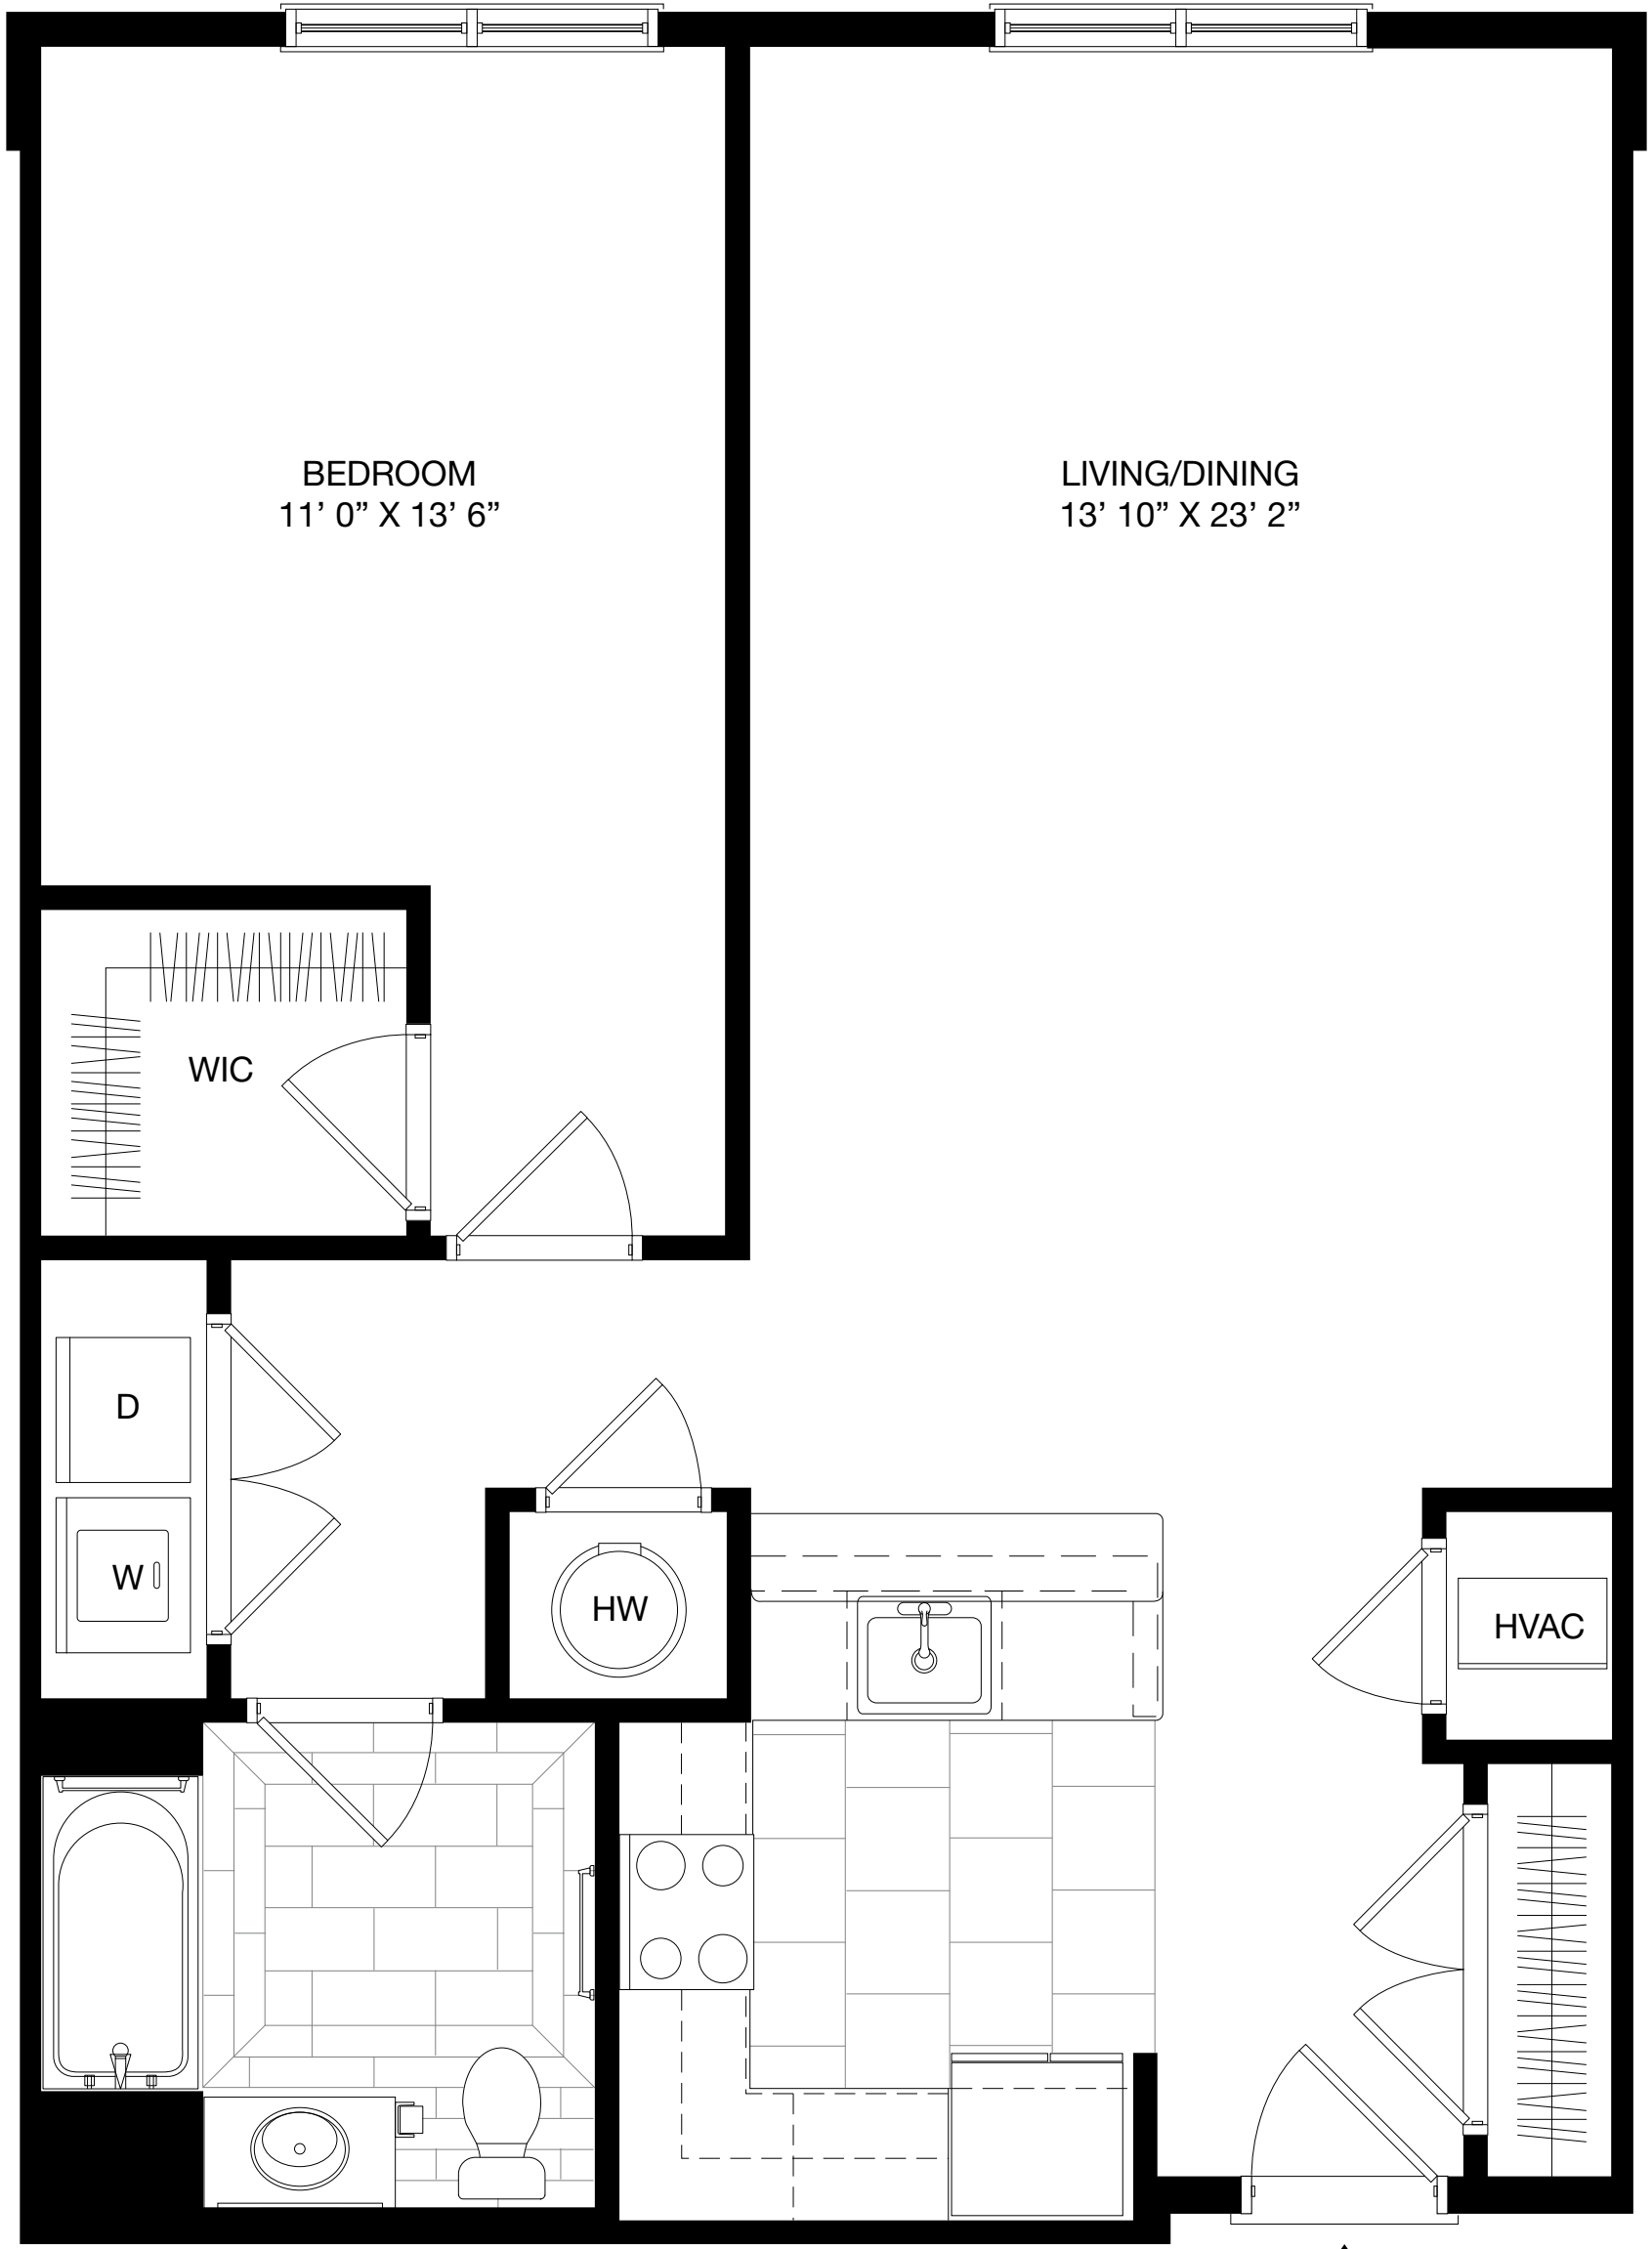 BEDROOM
11’ 0” X 13’ 6”
LIVING/DINING
13’ 10” X 23’ 2”
WIC
D
W
HW
HVAC